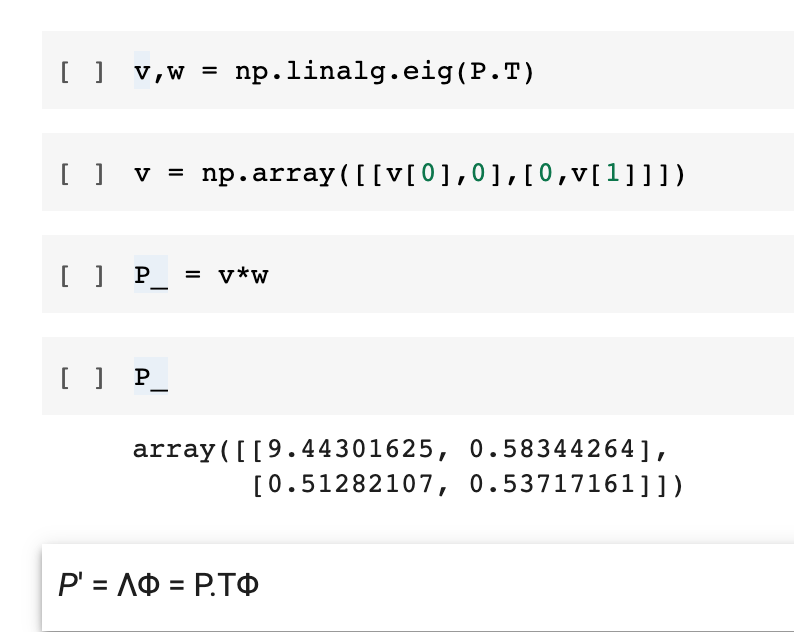 [ ] v,w = np.linalg.eig(P.T)
[ ] v = np.array([[v[0],0],[0,v[1]]])
[ ] P_ = v*w
[ ] P_
array([[9.44301625, 0.58344264],
[0.51282107, 0.53717161]])
P' = ΛΦ = P.TΦ